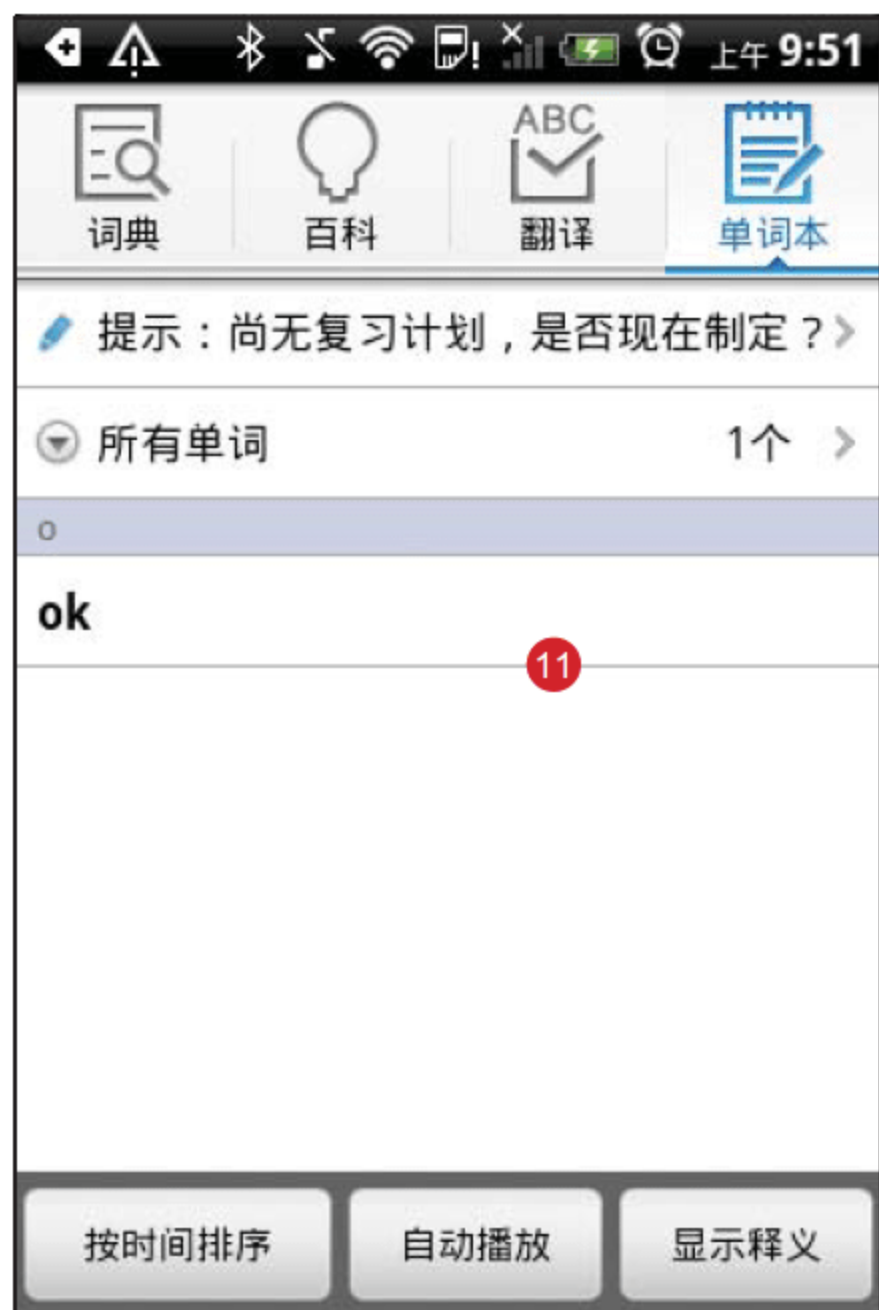 上午 9:51
ABC
词典 百科 翻译 单词本
提示：尚无复习计划，是否现在制定？
所有单词 1个
o
ok
11
按时间排序 自动播放 显示释义